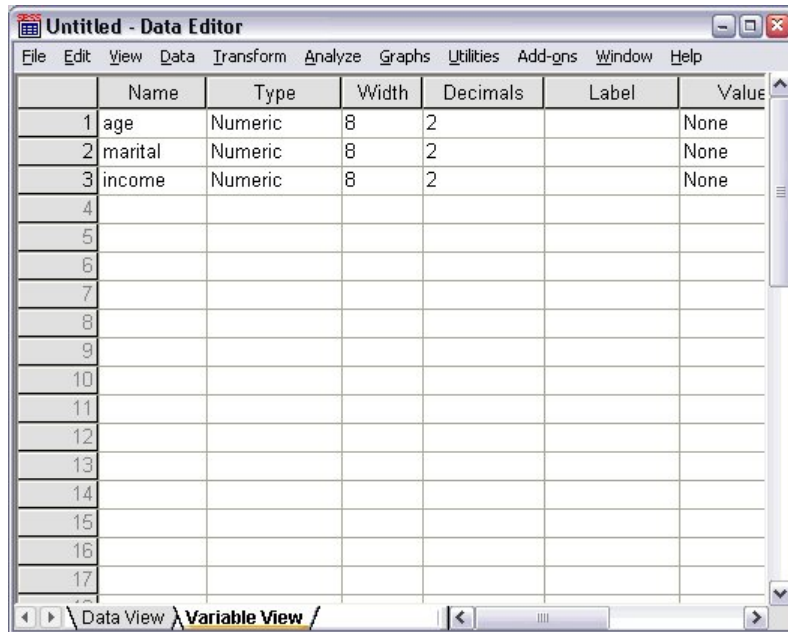 Untitled - Data Editor
File Edit View Data Transform Analyze Graphs Utilities Add-ons Window Help
Name Type Width Decimals Label Value
1 age Numeric 8 2 None
2 marital Numeric 8 2 None
3 income Numeric 8 2 None
4
5
6
7
8
9
10
11
12
13
14
15
16
17
Data View Variable View